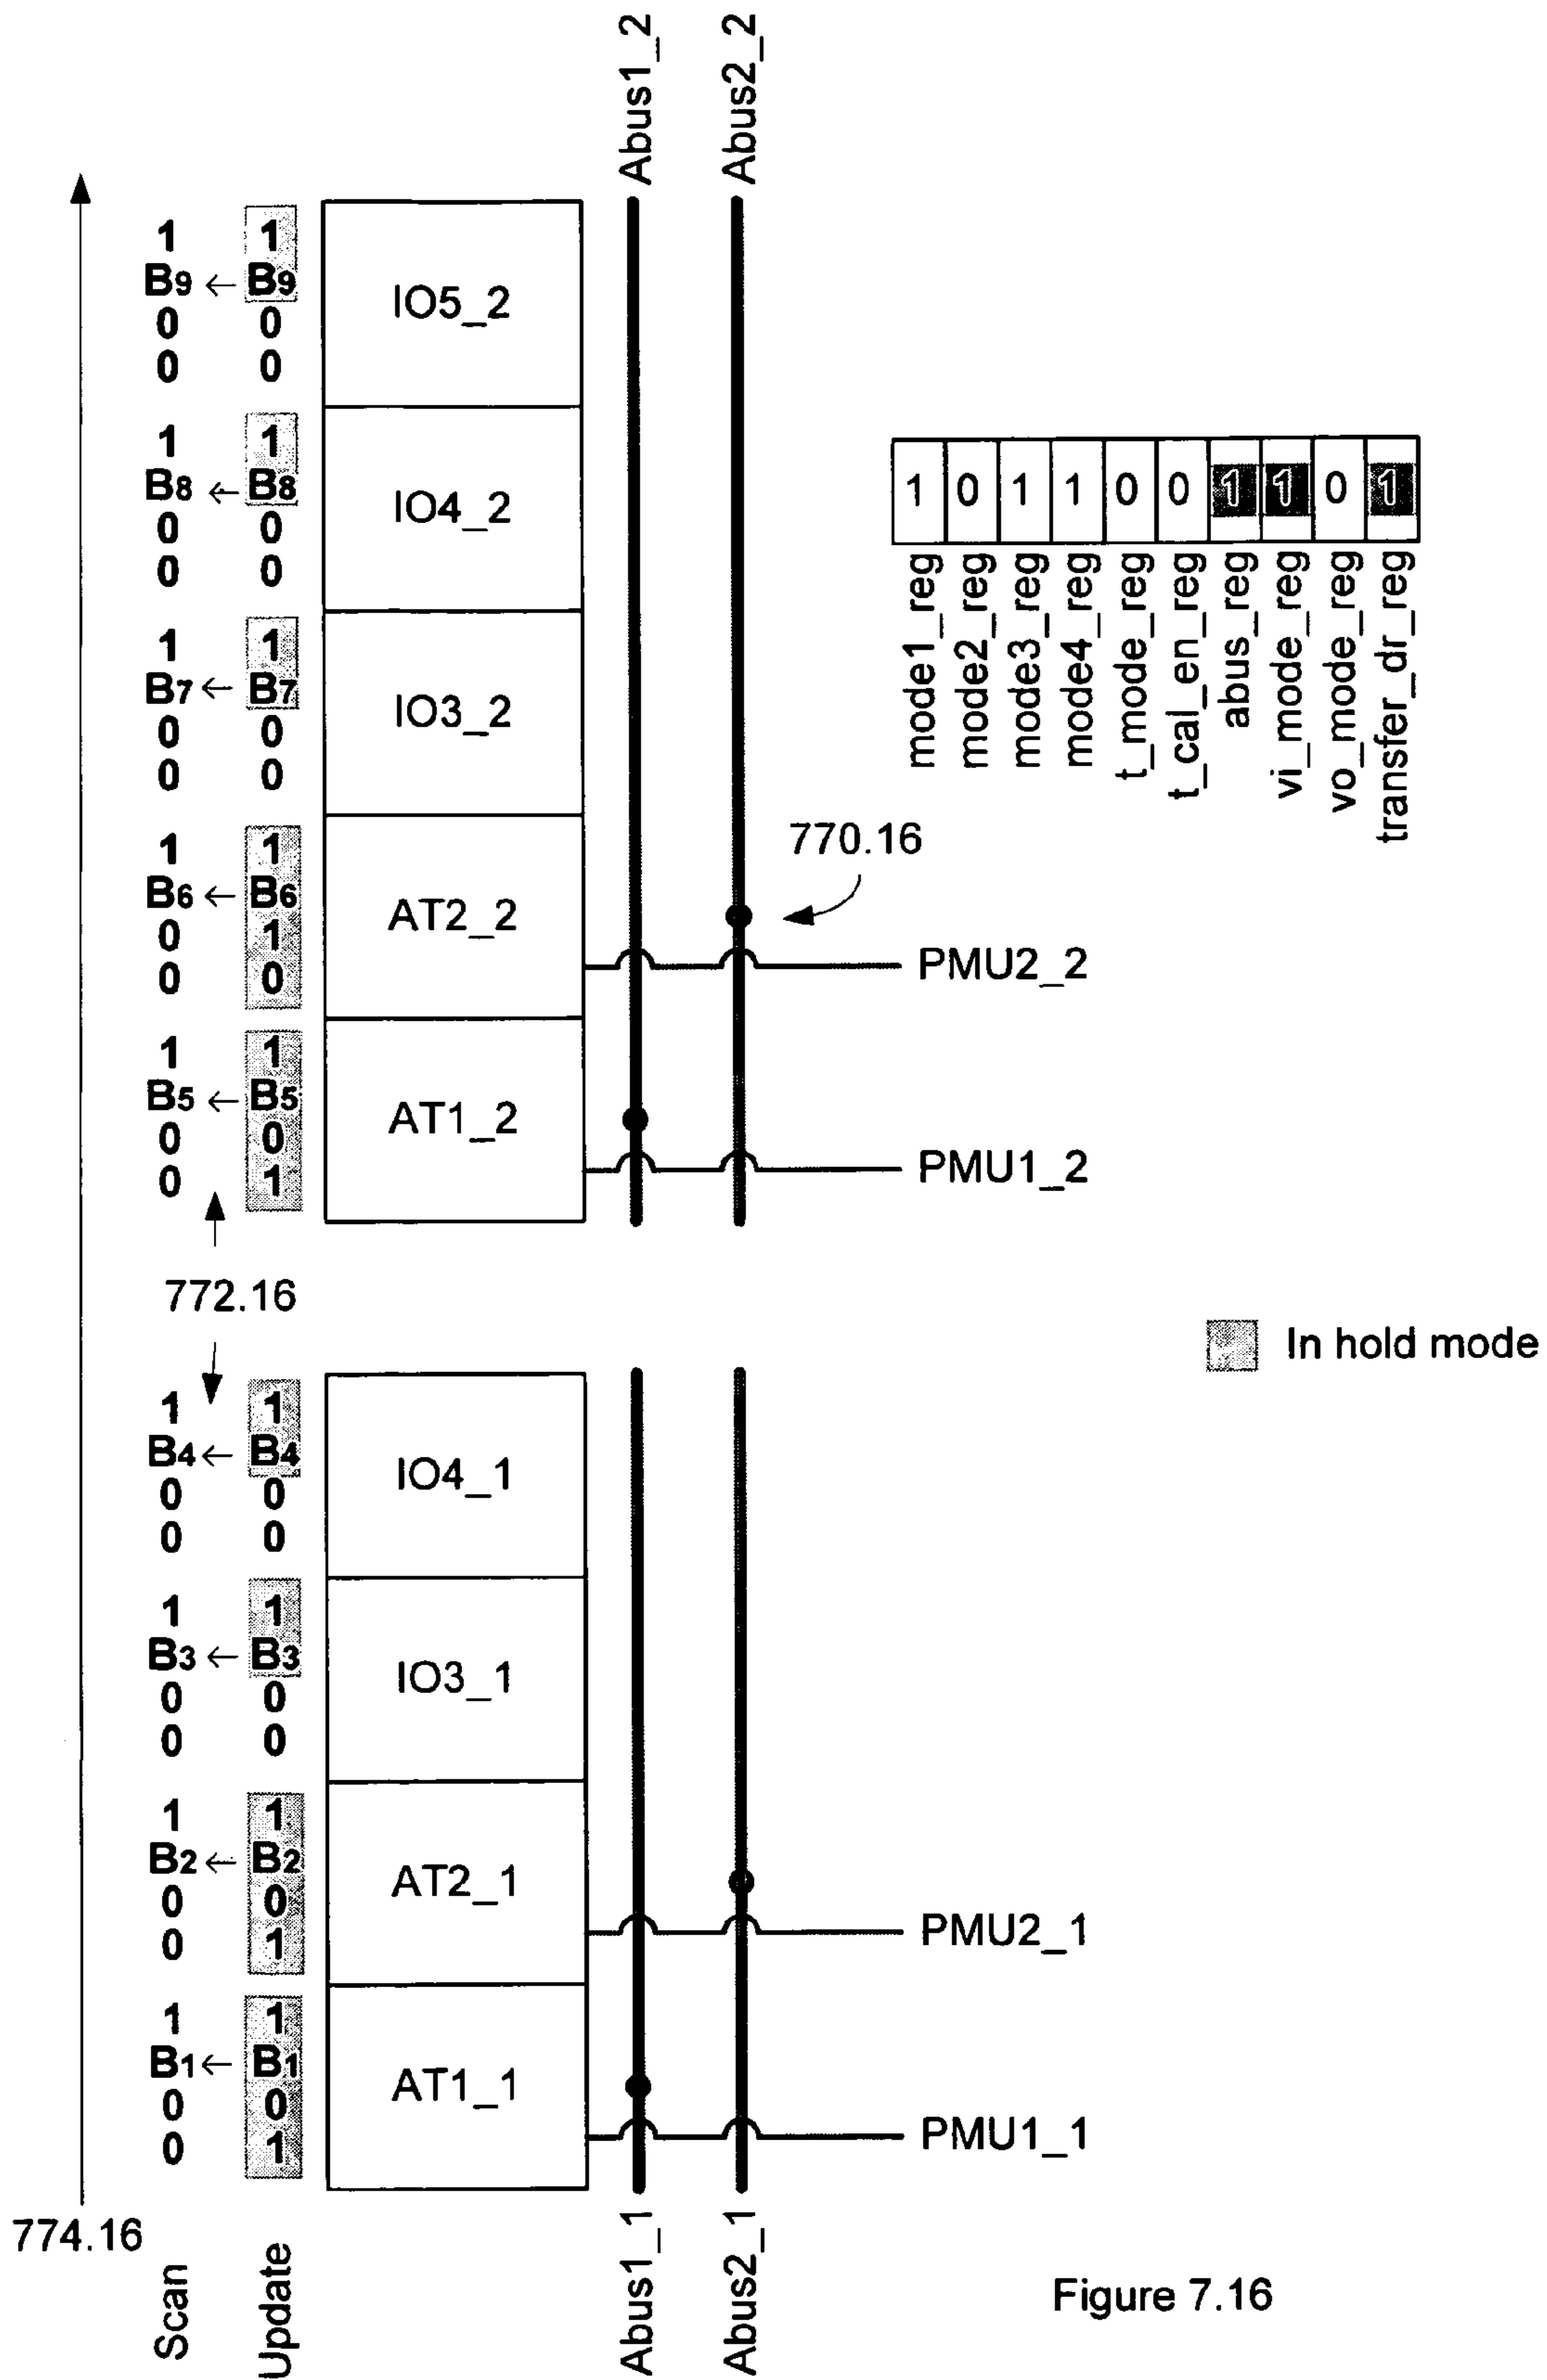 Abus1_2
Abus2_2
1 1
B9 ← B9
0 0
0 0
IO5_2
1 1
B8 ← B8
0 0
0 0
IO4_2
1 1
B7 ← B7
0 0
0 0
IO3_2
1 1
B6 ← B6
0 1
0 0
AT2_2
1 1
B5 ← B5
0 0
0 1
AT1_2
770.16
PMU2_2
PMU1_2
1 0 1 1 0 0 1 1 0 1
mode1_reg
mode2_reg
mode3_reg
mode4_reg
t_mode_reg
t_cal_en_reg
abus_reg
vi_mode_reg
vo_mode_reg
transfer_dr_reg
772.16
In hold mode
1 1
B4 ← B4
0 0
0 0
IO4_1
1 1
B3 ← B3
0 0
0 0
IO3_1
1 1
B2 ← B2
0 0
0 1
AT2_1
1 1
B1 ← B1
0 0
0 1
AT1_1
PMU2_1
PMU1_1
774.16
Scan
Update
Abus1_1
Abus2_1
Figure 7.16